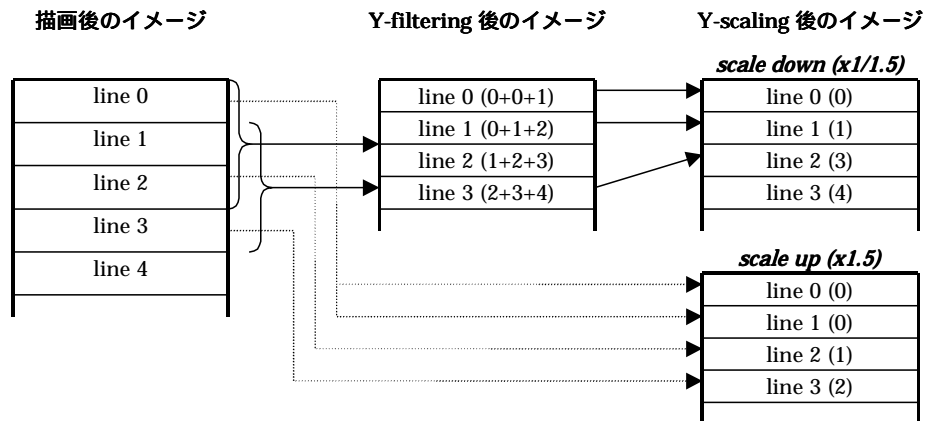 描画後のイメージ
Y-filtering 後のイメージ
Y-scaling 後のイメージ
line 0
line 1
line 2
line 3
line 4
line 0 (0+0+1)
line 1 (0+1+2)
line 2 (1+2+3)
line 3 (2+3+4)
scale down (x1/1.5)
line 0 (0)
line 1 (1)
line 2 (3)
line 3 (4)
scale up (x1.5)
line 0 (0)
line 1 (0)
line 2 (1)
line 3 (2)